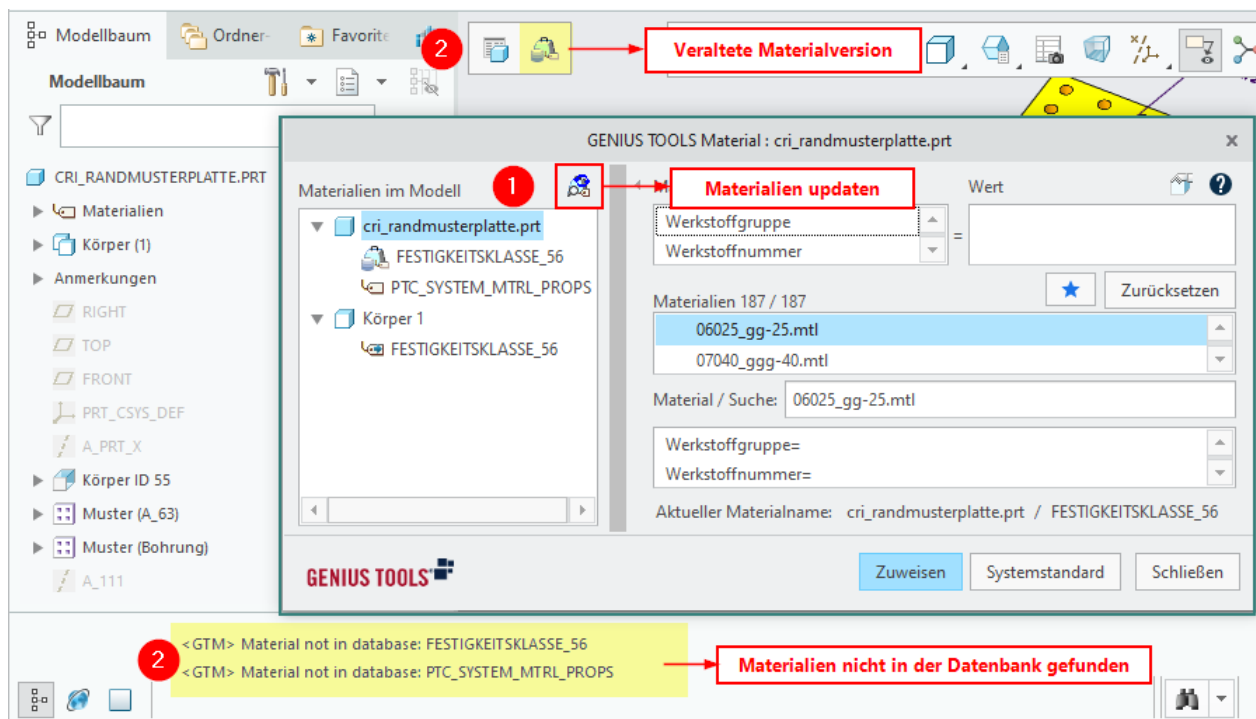 Modellbaum
Ordner-
Favorite
2
Veraltete Materialversion
Modellbaum
GENIUS TOOLS Material : cri_randmusterplatte.prt
CRI_RANDMUSTERPLATTE.PRT
Materialien
Körper (1)
Anmerkungen
RIGHT
TOP
FRONT
PRT_CSYS_DEF
A_PRT_X
Körper ID 55
Muster (A_63)
Muster (Bohrung)
A_111
Materialien im Modell
1
Materialien updaten
cri_randmusterplatte.prt
FESTIGKEITSKLASSE_56
PTC_SYSTEM_MTRL_PROPS
Körper 1
FESTIGKEITSKLASSE_56
Wert
Werkstoffgruppe
=
Werkstoffnummer
Zurücksetzen
Materialien 187 / 187
06025_gg-25.mtl
07040_ggg-40.mtl
Material / Suche: 06025_gg-25.mtl
Werkstoffgruppe=
Werkstoffnummer=
Aktueller Materialname: cri_randmusterplatte.prt / FESTIGKEITSKLASSE_56
GENIUS TOOLS
Zuweisen
Systemstandard
Schließen
2
<GTM> Material not in database: FESTIGKEITSKLASSE_56
<GTM> Material not in database: PTC_SYSTEM_MTRL_PROPS
Materialien nicht in der Datenbank gefunden